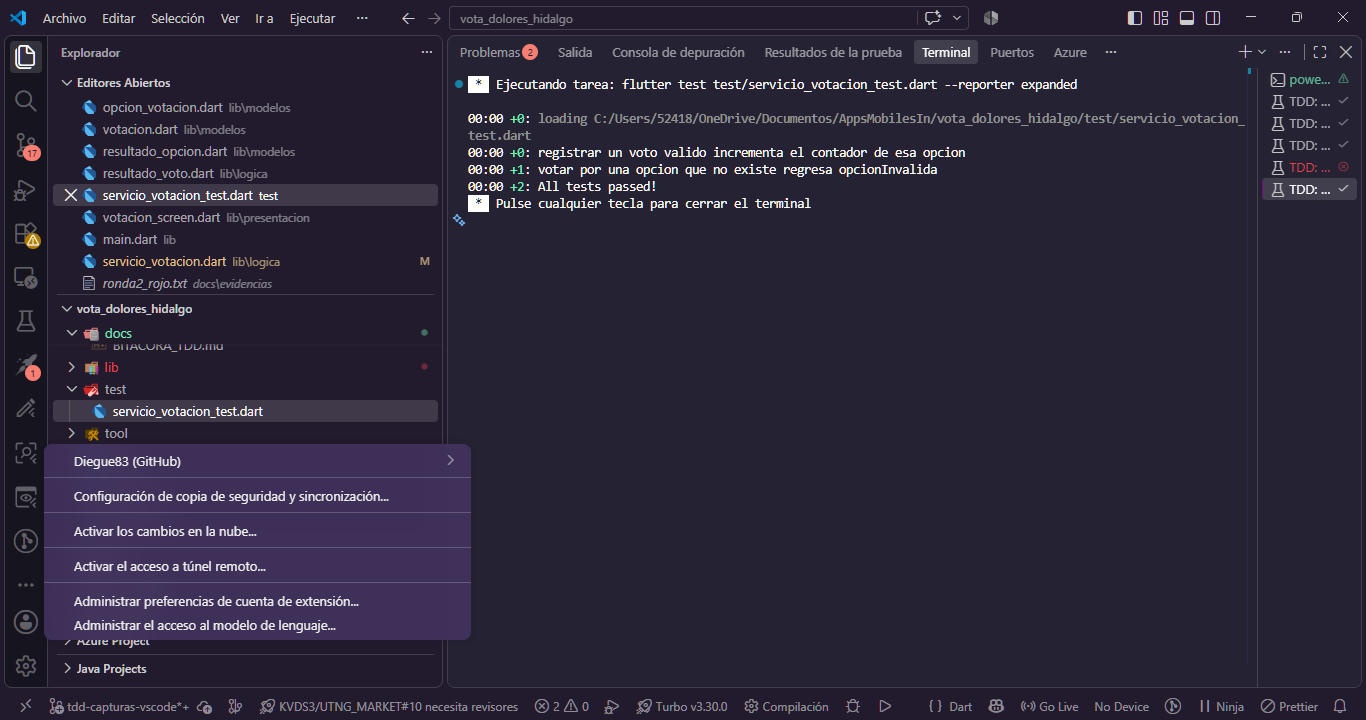 Archivo Editar Selección Ver Ir a Ejecutar ···
vota_dolores_hidalgo
Explorador
Problemas 2 Salida Consola de depuración Resultados de la prueba Terminal Puertos Azure ···
Editores Abiertos
opcion_votacion.dart lib\modelos
votacion.dart lib\modelos
resultado_opcion.dart lib\modelos
resultado_voto.dart lib\logica
servicio_votacion_test.dart test
votacion_screen.dart lib\presentacion
main.dart lib
servicio_votacion.dart lib\logica M
ronda2_rojo.txt docs\evidencias
vota_dolores_hidalgo
docs
BITACORA_TDD.md
lib
test
servicio_votacion_test.dart
tool
17
1
Diegue83 (GitHub)
Configuración de copia de seguridad y sincronización...
Activar los cambios en la nube...
Activar el acceso a túnel remoto...
Administrar preferencias de cuenta de extensión...
Administrar el acceso al modelo de lenguaje...
Azure Project
Java Projects
* Ejecutando tarea: flutter test test/servicio_votacion_test.dart --reporter expanded
00:00 +0: loading C:/Users/52418/OneDrive/Documentos/AppsMobilesIn/vota_dolores_hidalgo/test/servicio_votacion_
test.dart
00:00 +0: registrar un voto valido incrementa el contador de esa opcion
00:00 +1: votar por una opcion que no existe regresa opcionInvalida
00:00 +2: All tests passed!
* Pulse cualquier tecla para cerrar el terminal
powe...
TDD: ...
TDD: ...
TDD: ...
TDD: ...
TDD: ...
tdd-capturas-vscode*+ KVDS3/UTNG_MARKET#10 necesita revisores 2 0 Turbo v3.30.0 Compilación { } Dart Go Live No Device Ninja Prettier